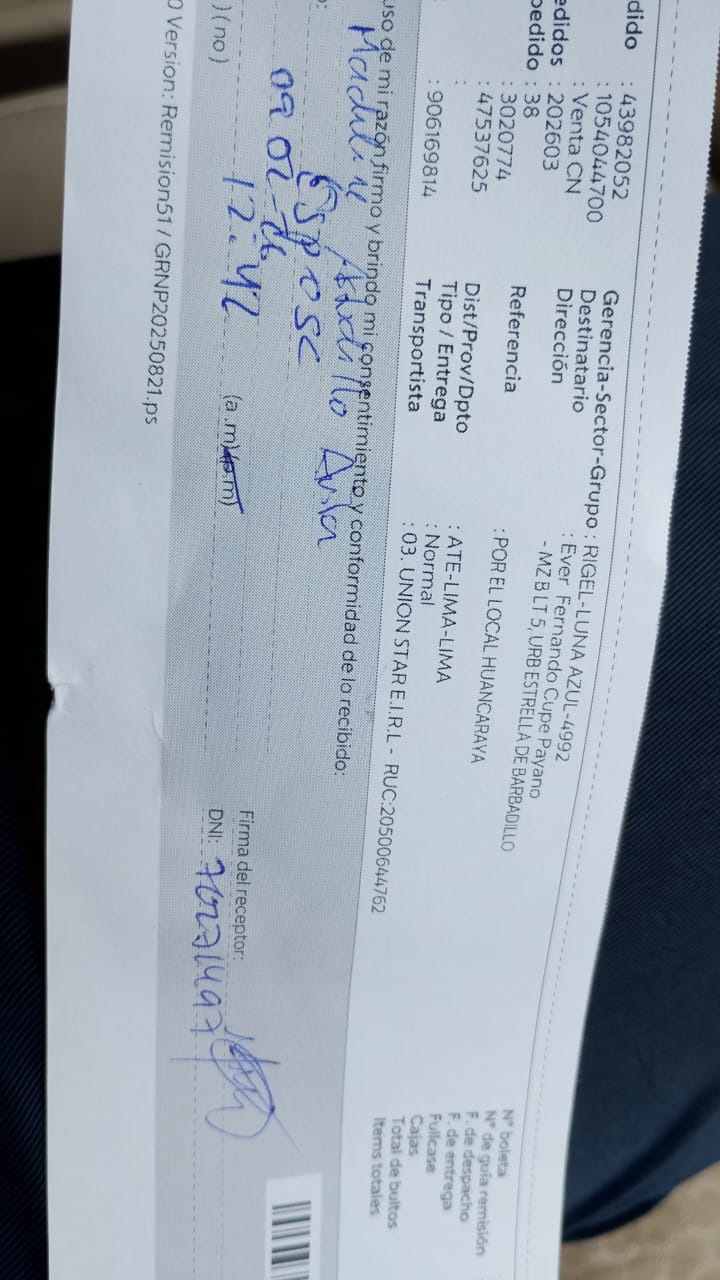 dido : 43982052
: 1054044700
edidos : Venta CN
: 202603
pedido : 38
: 3020774
: 47537625
:
: 906169814
Gerencia-Sector-Grupo : RIGEL-LUNA AZUL-4992
Destinatario : Ever Fernando Cupe Payano
Dirección - MZ B LT 5, URB ESTRELLA DE BARBADILLO
Referencia : POR EL LOCAL HUANCARAYA
Dist/Prov/Dpto : ATE-LIMA-LIMA
Tipo / Entrega : Normal
Transportista : 03. UNION STAR E.I.R.L - RUC:20500644762
N° boleta
N° de guía remisión
F. de despacho
F. de entrega
Fullcase
Cajas
Total de bultos
Items totales
uso de mi razón firmo y brindo mi consentimiento y conformidad de lo recibido:
Avila
Esposa
12:42 (a.m)(p.m)
) (no)
Firma del receptor:
DNI:
0 Version: Remision51 / GRNP20250821.ps